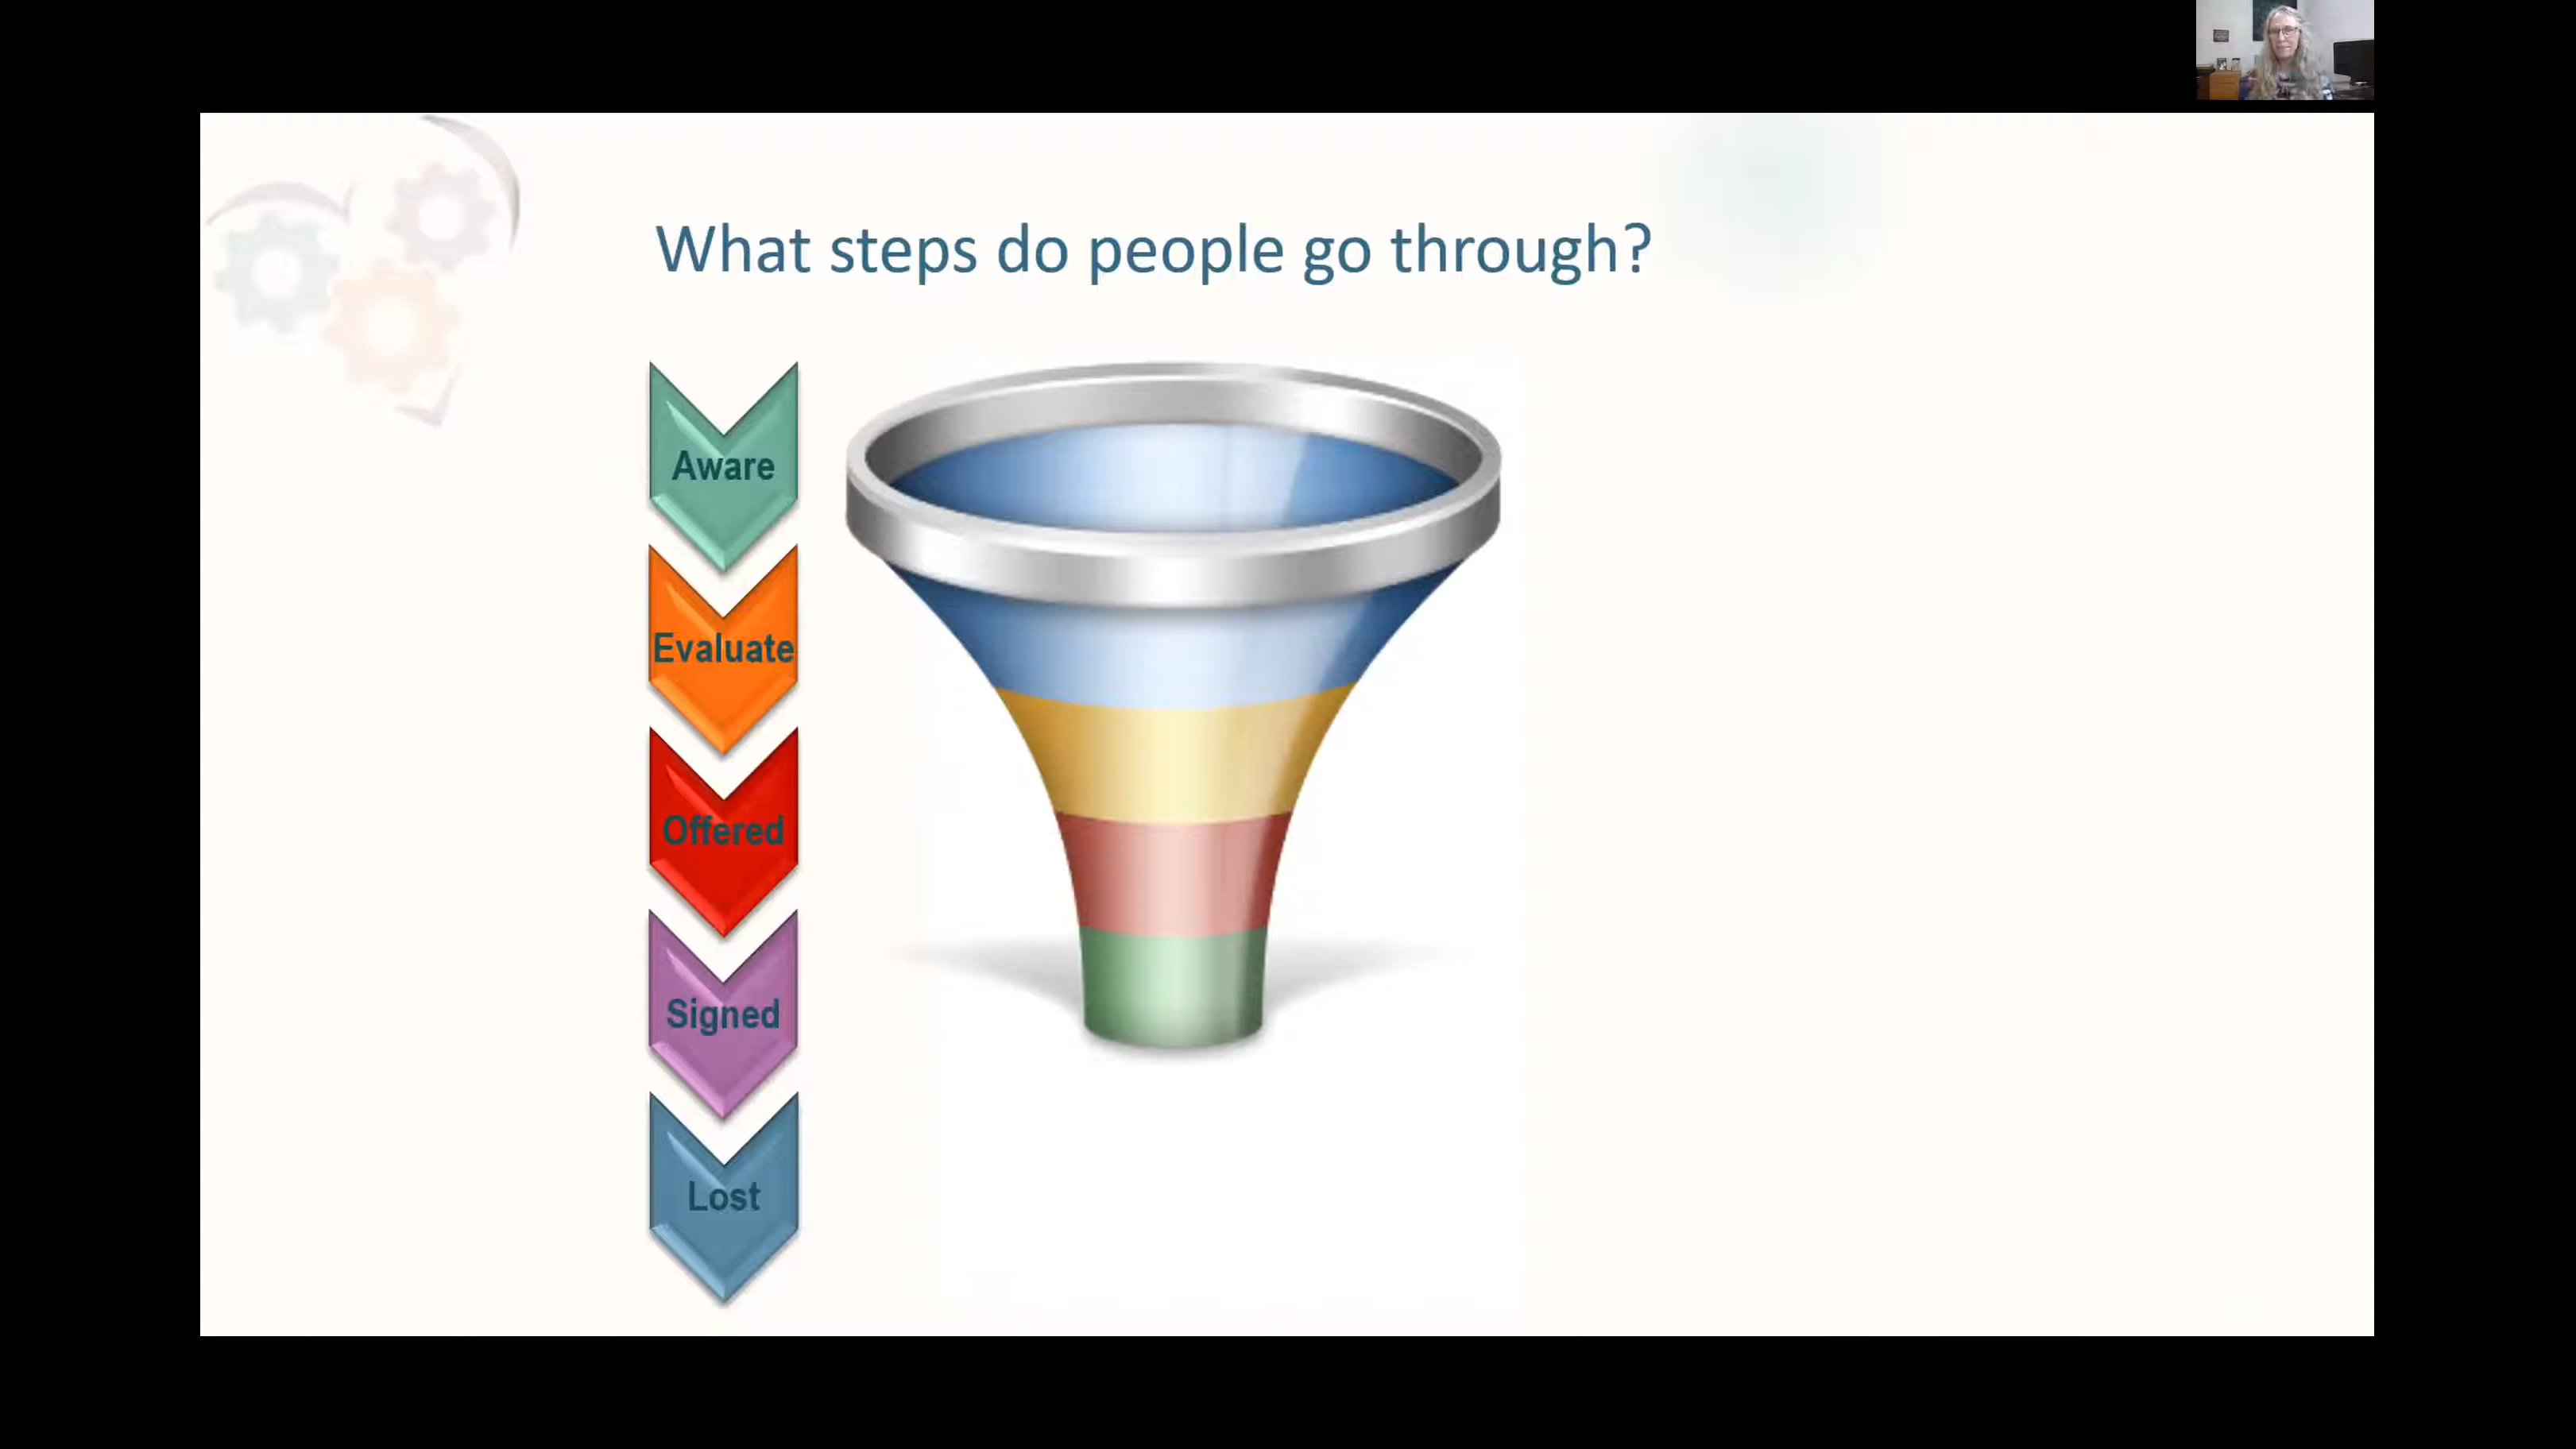 What steps do people go through?
Aware
Evaluate
Offered
Signed
Lost